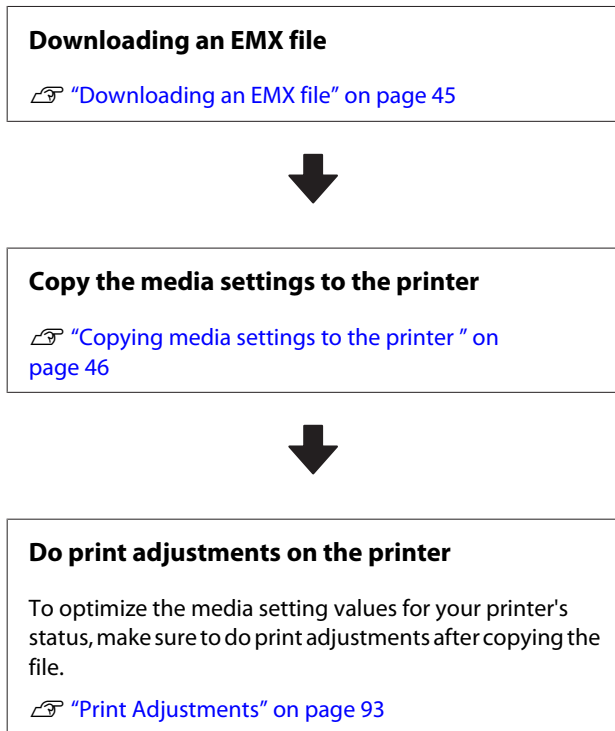 Downloading an EMX file
“Downloading an EMX file” on page 45
Copy the media settings to the printer
“Copying media settings to the printer ” on
page 46
Do print adjustments on the printer
To optimize the media setting values for your printer's
status, make sure to do print adjustments after copying the
file.
“Print Adjustments” on page 93